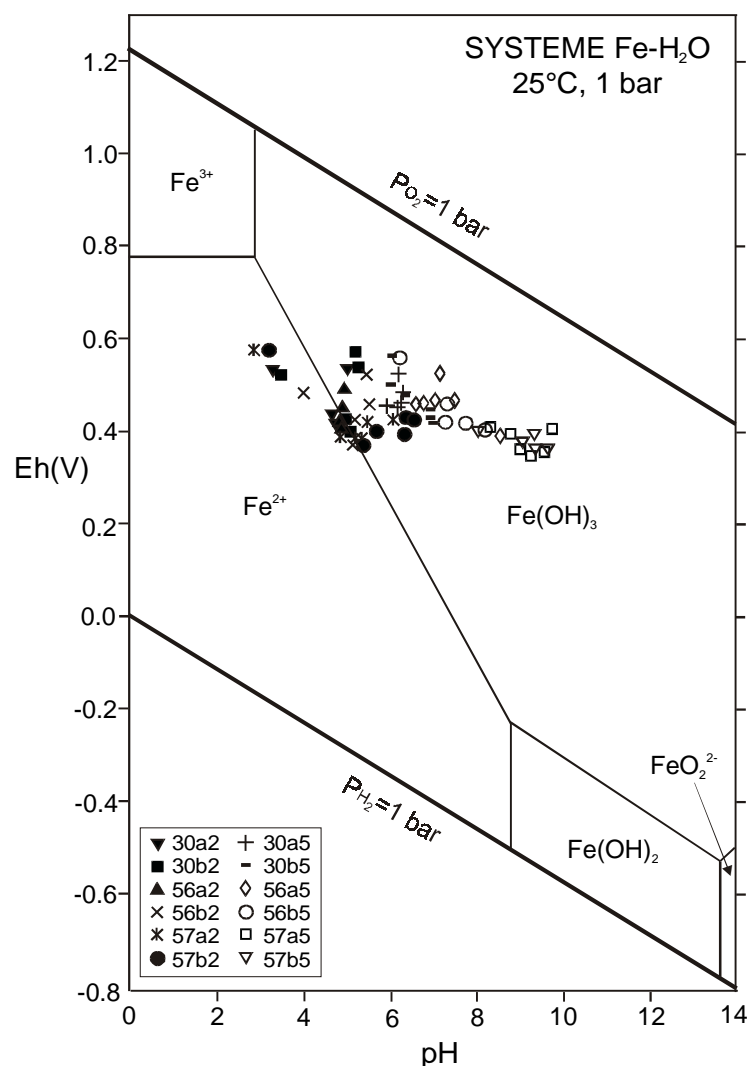 SYSTEME Fe-H₂O
25°C, 1 bar
1.2
1.0
0.8
0.6
0.4
0.2
0.0
-0.2
-0.4
-0.6
-0.8
Eh(V)
Fe³⁺
P_O₂=1 bar
Fe²⁺
Fe(OH)₃
P_H₂=1 bar
FeO₂²⁻
Fe(OH)₂
30a2 30a5
30b2 30b5
56a2 56a5
56b2 56b5
57a2 57a5
57b2 57b5
0 2 4 6 8 10 12 14
pH